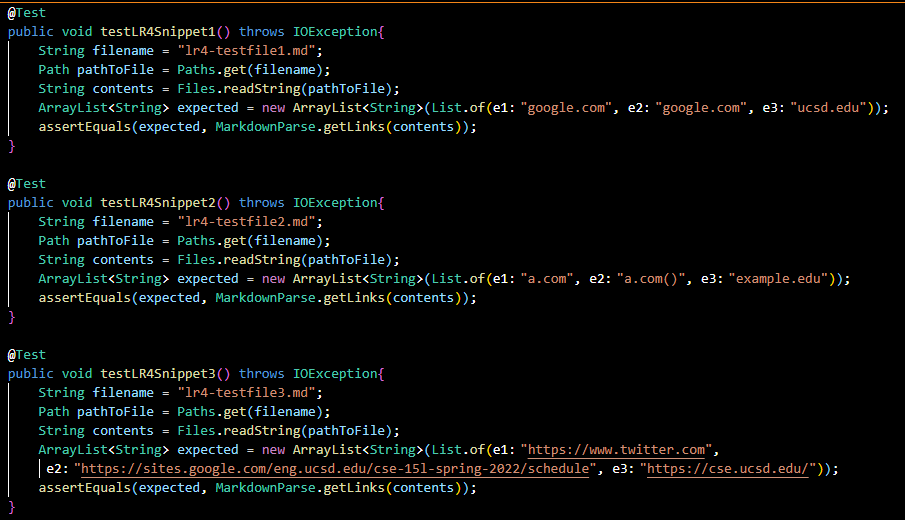 @Test
public void testLR4Snippet1() throws IOException{
String filename = "lr4-testfile1.md";
Path pathToFile = Paths.get(filename);
String contents = Files.readString(pathToFile);
ArrayList<String> expected = new ArrayList<String>(List.of(e1: "google.com", e2: "google.com", e3: "ucsd.edu"));
assertEquals(expected, MarkdownParse.getLinks(contents));
}
@Test
public void testLR4Snippet2() throws IOException{
String filename = "lr4-testfile2.md";
Path pathToFile = Paths.get(filename);
String contents = Files.readString(pathToFile);
ArrayList<String> expected = new ArrayList<String>(List.of(e1: "a.com", e2: "a.com()", e3: "example.edu"));
assertEquals(expected, MarkdownParse.getLinks(contents));
}
@Test
public void testLR4Snippet3() throws IOException{
String filename = "lr4-testfile3.md";
Path pathToFile = Paths.get(filename);
String contents = Files.readString(pathToFile);
ArrayList<String> expected = new ArrayList<String>(List.of(e1: "https://www.twitter.com",
e2: "https://sites.google.com/eng.ucsd.edu/cse-15l-spring-2022/schedule", e3: "https://cse.ucsd.edu/"));
assertEquals(expected, MarkdownParse.getLinks(contents));
}